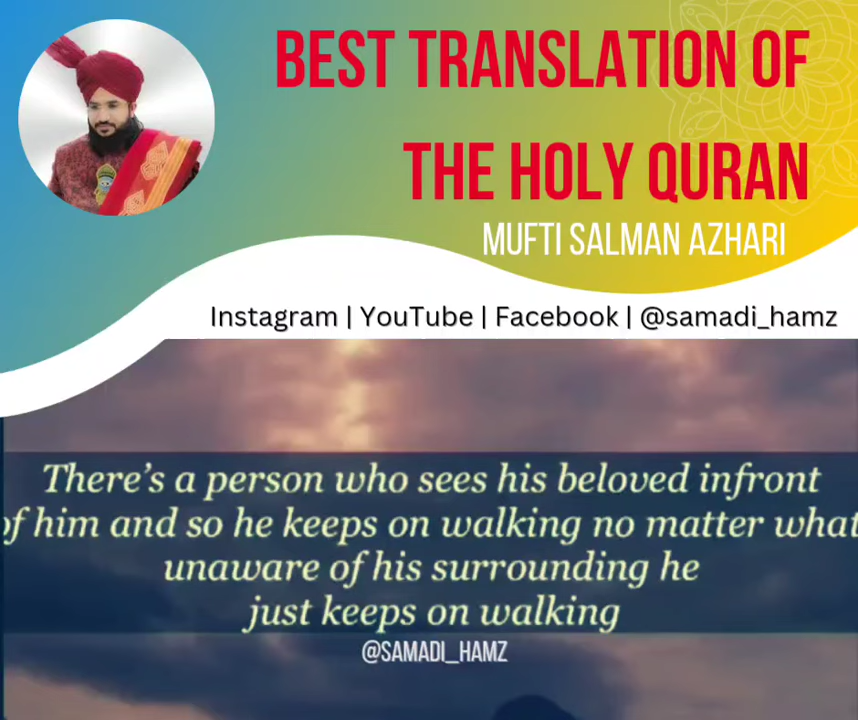 BEST TRANSLATION OF
THE HOLY QURAN
MUFTI SALMAN AZHARI
Instagram | YouTube | Facebook | @samadi_hamz
There's a person who sees his beloved infront
of him and so he keeps on walking no matter what
unaware of his surrounding he
just keeps on walking
@SAMADI_HAMZ